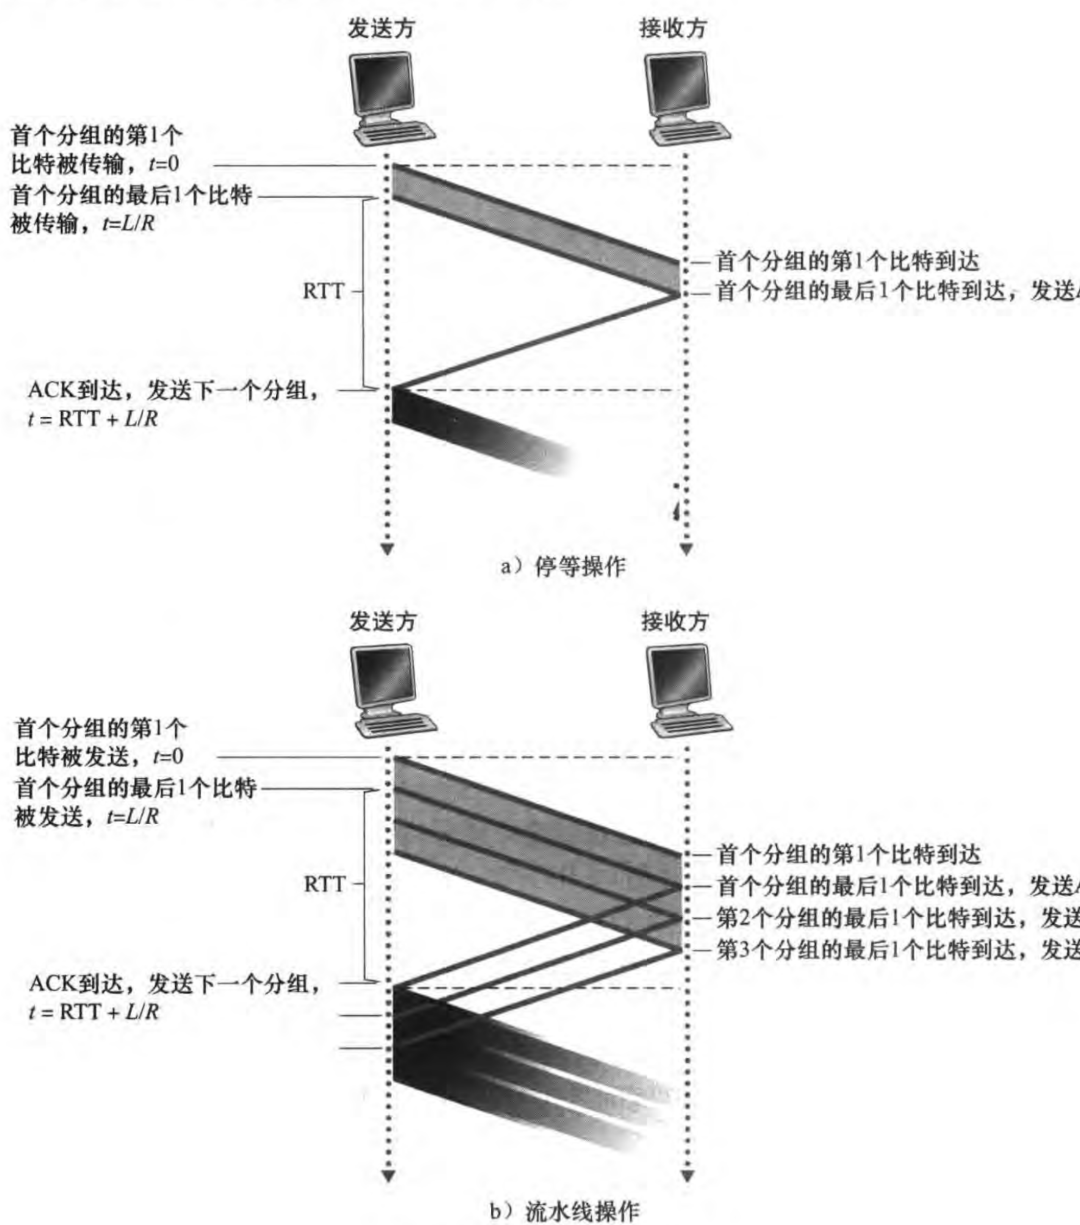 发送方
接收方
首个分组的第1个
比特被传输，t=0
首个分组的最后1个比特
被传输，t=L/R
首个分组的第1个比特到达
RTT
首个分组的最后1个比特到达，发送A
ACK到达，发送下一个分组，
t = RTT + L/R
a）停等操作
发送方
接收方
首个分组的第1个
比特被发送，t=0
首个分组的最后1个比特
被发送，t=L/R
首个分组的第1个比特到达
RTT
首个分组的最后1个比特到达，发送A
第2个分组的最后1个比特到达，发送
第3个分组的最后1个比特到达，发送
ACK到达，发送下一个分组，
t = RTT + L/R
b）流水线操作